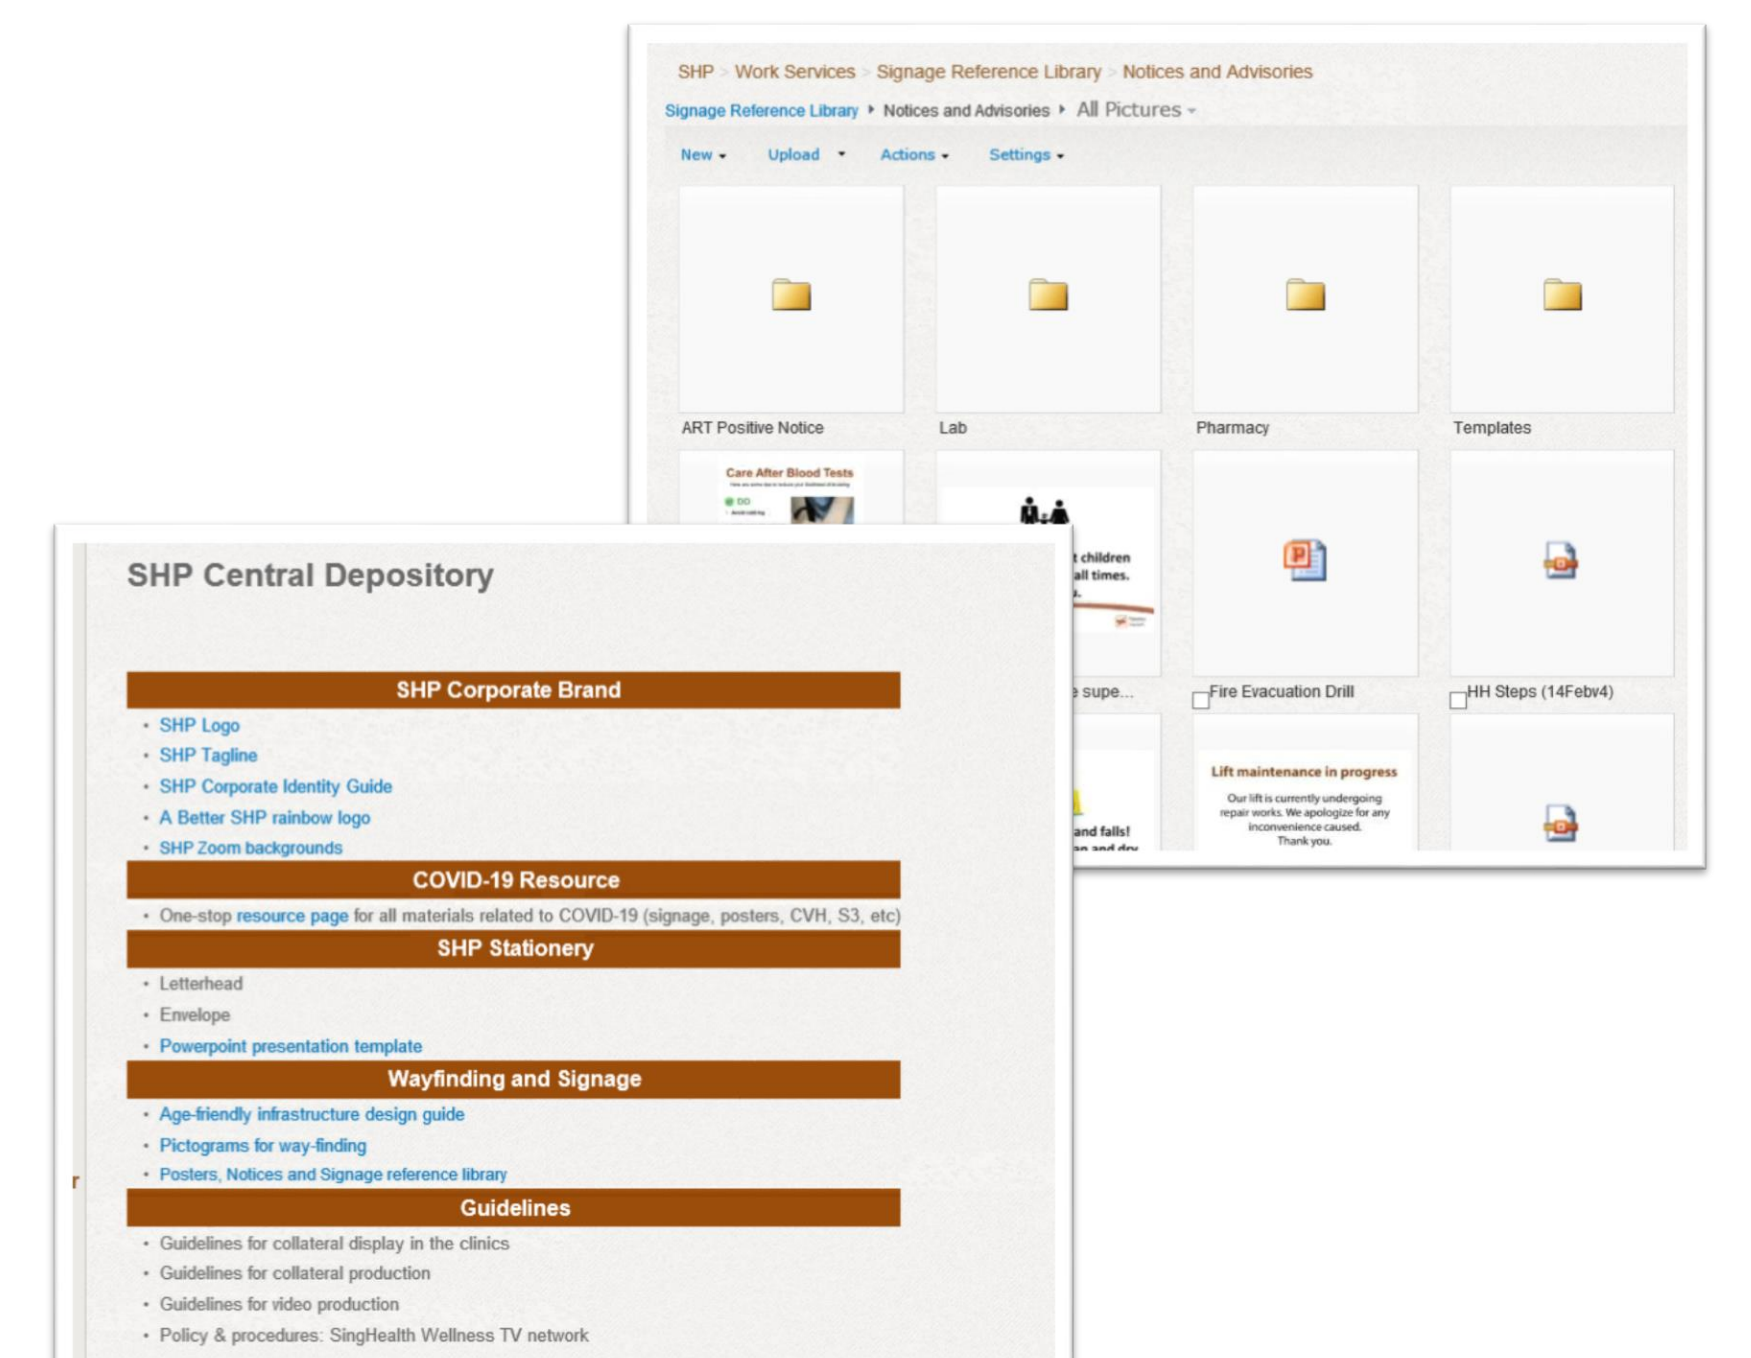 SHP > Work Services > Signage Reference Library > Notices and Advisories
Signage Reference Library Notices and Advisories All Pictures
New Upload Actions Settings
ART Positive Notice Lab Pharmacy Templates
Care After Blood Tests
DO
t children
all times.
u.
e supe... Fire Evacuation Drill HH Steps (14Febv4)
and falls!
an and dry
Lift maintenance in progress
Our lift is currently undergoing
repair works. We apologize for any
inconvenience caused.
Thank you.
SHP Central Depository
SHP Corporate Brand
• SHP Logo
• SHP Tagline
• SHP Corporate Identity Guide
• A Better SHP rainbow logo
• SHP Zoom backgrounds
COVID-19 Resource
• One-stop resource page for all materials related to COVID-19 (signage, posters, CVH, S3, etc)
SHP Stationery
• Letterhead
• Envelope
• Powerpoint presentation template
Wayfinding and Signage
• Age-friendly infrastructure design guide
• Pictograms for way-finding
• Posters, Notices and Signage reference library
r
Guidelines
• Guidelines for collateral display in the clinics
• Guidelines for collateral production
• Guidelines for video production
• Policy & procedures: SingHealth Wellness TV network